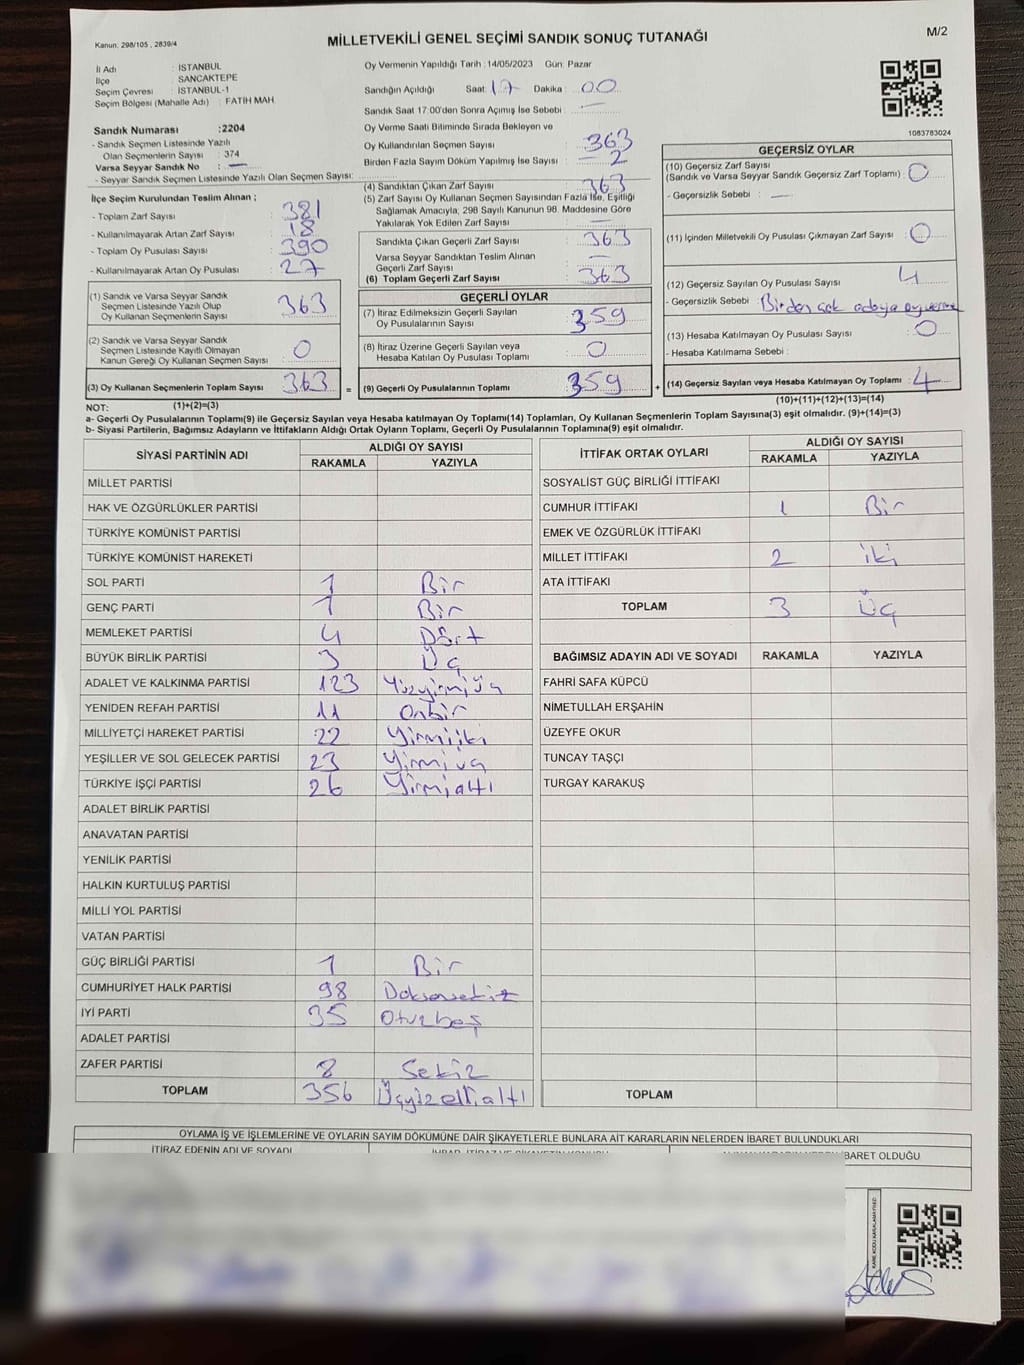 Kanun. 298/105 , 2839/4
MİLLETVEKİLİ GENEL SEÇİMİ SANDIK SONUÇ TUTANAĞI
M/2
İl Adı : İSTANBUL
İlçe : SANCAKTEPE
Seçim Çevresi : İSTANBUL-1
Seçim Bölgesi (Mahalle Adı) : FATİH MAH
Sandık Numarası :2204
- Sandık Seçmen Listesinde Yazılı
Olan Seçmenlerin Sayısı : 374
Varsa Seyyar Sandık No : —
- Seyyar Sandık Seçmen Listesinde Yazılı Olan Seçmen Sayısı:
Oy Vermenin Yapıldığı Tarih :14/05/2023 Gün: Pazar
Sandığın Açıldığı Saat: 17 Dakika : 00
Sandık Saat 17:00'den Sonra Açımış İse Sebebi : —
Oy Verme Saati Bitiminde Sırada Bekleyen ve
Oy Kullandırılan Seçmen Sayısı : 363
Birden Fazla Sayım Döküm Yapılmış İse Sayısı : — 2
1083783024
İlçe Seçim Kurulundan Teslim Alınan ;
- Toplam Zarf Sayısı : 381
- Kullanılmayarak Artan Zarf Sayısı : 18
- Toplam Oy Pusulası Sayısı : 390
- Kullanılmayarak Artan Oy Pusulası : 27
(1) Sandık ve Varsa Seyyar Sandık
Seçmen Listesinde Yazılı Olup
Oy Kullanan Seçmenlerin Sayısı : 363
(2) Sandık ve Varsa Seyyar Sandık
Seçmen Listesinde Kayıtlı Olmayan
Kanun Gereği Oy Kullanan Seçmen Sayısı : 0
(3) Oy Kullanan Seçmenlerin Toplam Sayısı : 363 =
(1)+(2)=(3)
(4) Sandıktan Çıkan Zarf Sayısı : 363
(5) Zarf Sayısı Oy Kullanan Seçmen Sayısından Fazla İse, Eşitliği
Sağlamak Amacıyla; 298 Sayılı Kanunun 98. Maddesine Göre
Yakılarak Yok Edilen Zarf Sayısı : —
Sandıkta Çıkan Geçerli Zarf Sayısı : 363
Varsa Seyyar Sandıktan Teslim Alınan
Geçerli Zarf Sayısı : —
(6) Toplam Geçerli Zarf Sayısı : 363
GEÇERLİ OYLAR
(7) İtiraz Edilmeksizin Geçerli Sayılan
Oy Pusulalarının Sayısı : 359
(8) İtiraz Üzerine Geçerli Sayılan veya
Hesaba Katılan Oy Pusulası Toplamı : 0
(9) Geçerli Oy Pusulalarının Toplamı : 359 +
GEÇERSİZ OYLAR
(10) Geçersiz Zarf Sayısı
(Sandık ve Varsa Seyyar Sandık Geçersiz Zarf Toplamı) : 0
- Geçersizlik Sebebi : —
(11) İçinden Milletvekili Oy Pusulası Çıkmayan Zarf Sayısı : 0
(12) Geçersiz Sayılan Oy Pusulası Sayısı : 4
- Geçersizlik Sebebi : Birden çok adaya oy verme
(13) Hesaba Katılmayan Oy Pusulası Sayısı : 0
- Hesaba Katılmama Sebebi :
(14) Geçersiz Sayılan veya Hesaba Katılmayan Oy Toplamı : 4
(10)+(11)+(12)+(13)=(14)
NOT:
a- Geçerli Oy Pusulalarının Toplamı(9) ile Geçersiz Sayılan veya Hesaba katılmayan Oy Toplamı(14) Toplamları, Oy Kullanan Seçmenlerin Toplam Sayısına(3) eşit olmalıdır. (9)+(14)=(3)
b- Siyasi Partilerin, Bağımsız Adayların ve İttifakların Aldığı Ortak Oyların Toplamı, Geçerli Oy Pusulalarının Toplamına(9) eşit olmalıdır.
SİYASİ PARTİNİN ADI ALDIĞI OY SAYISI
RAKAMLA YAZIYLA
MİLLET PARTİSİ
HAK VE ÖZGÜRLÜKLER PARTİSİ
TÜRKİYE KOMÜNİST PARTİSİ
TÜRKİYE KOMÜNİST HAREKETİ
SOL PARTİ 1 Bir
GENÇ PARTİ 1 Bir
MEMLEKET PARTİSİ 4 Dört
BÜYÜK BİRLİK PARTİSİ 3 Üç
ADALET VE KALKINMA PARTİSİ 123 Yüzyirmiüç
YENİDEN REFAH PARTİSİ 11 Onbir
MİLLİYETÇİ HAREKET PARTİSİ 22 Yirmiiki
YEŞİLLER VE SOL GELECEK PARTİSİ 23 Yirmiüç
TÜRKİYE İŞÇİ PARTİSİ 26 Yirmialtı
ADALET BİRLİK PARTİSİ
ANAVATAN PARTİSİ
YENİLİK PARTİSİ
HALKIN KURTULUŞ PARTİSİ
MİLLİ YOL PARTİSİ
VATAN PARTİSİ
GÜÇ BİRLİĞİ PARTİSİ 1 Bir
CUMHURİYET HALK PARTİSİ 98 Doksansekiz
İYİ PARTİ 35 Otuzbeş
ADALET PARTİSİ
ZAFER PARTİSİ 8 Sekiz
TOPLAM 356 Üçyüzelli altı
İTTİFAK ORTAK OYLARI ALDIĞI OY SAYISI
RAKAMLA YAZIYLA
SOSYALİST GÜÇ BİRLİĞİ İTTİFAKI
CUMHUR İTTİFAKI 1 Bir
EMEK VE ÖZGÜRLÜK İTTİFAKI
MİLLET İTTİFAKI 2 iki
ATA İTTİFAKI
TOPLAM 3 Üç
BAĞIMSIZ ADAYIN ADI VE SOYADI RAKAMLA YAZIYLA
FAHRİ SAFA KÜPCÜ
NİMETULLAH ERŞAHİN
ÜZEYFE OKUR
TUNCAY TAŞÇI
TURGAY KARAKUŞ
TOPLAM
OYLAMA İŞ VE İŞLEMLERİNE VE OYLARIN SAYIM DÖKÜMÜNE DAİR ŞİKAYETLERLE BUNLARA AİT KARARLARIN NELERDEN İBARET BULUNDUKLARI
İTİRAZ EDENİN ADI VE SOYADI
İBARET OLDUĞU